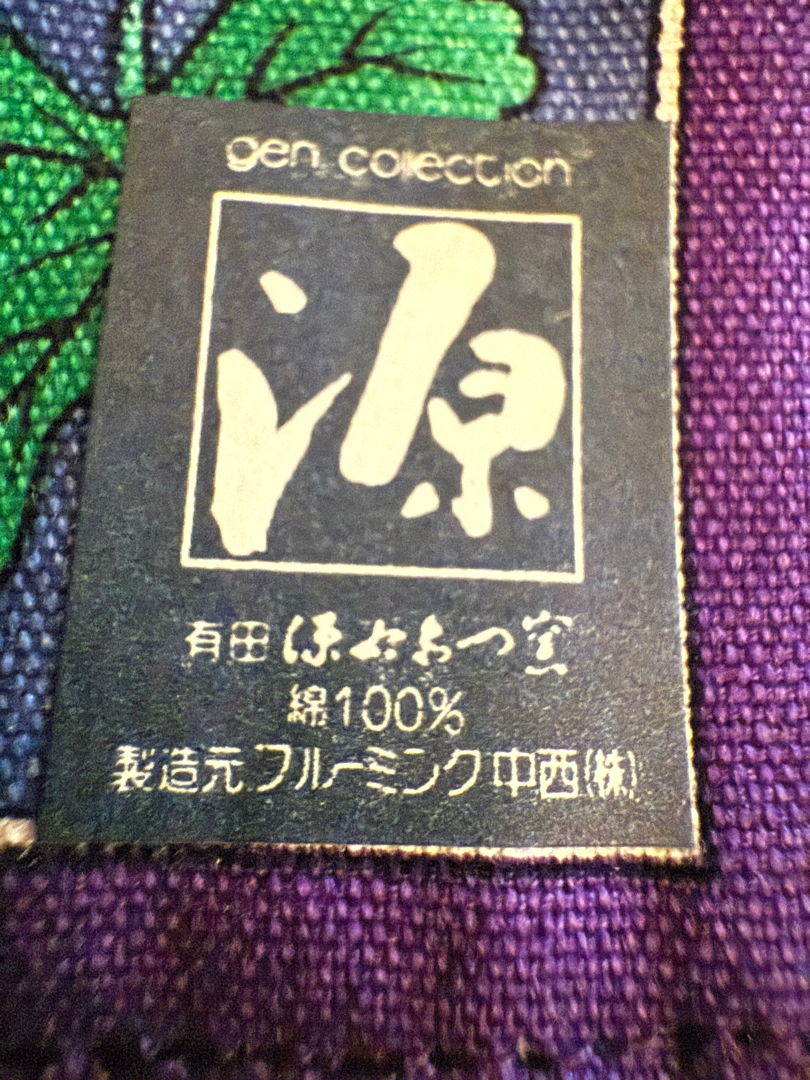 gen collection
源
有田 源右衛門窯
綿100%
製造元 ブルーミング中西(株)